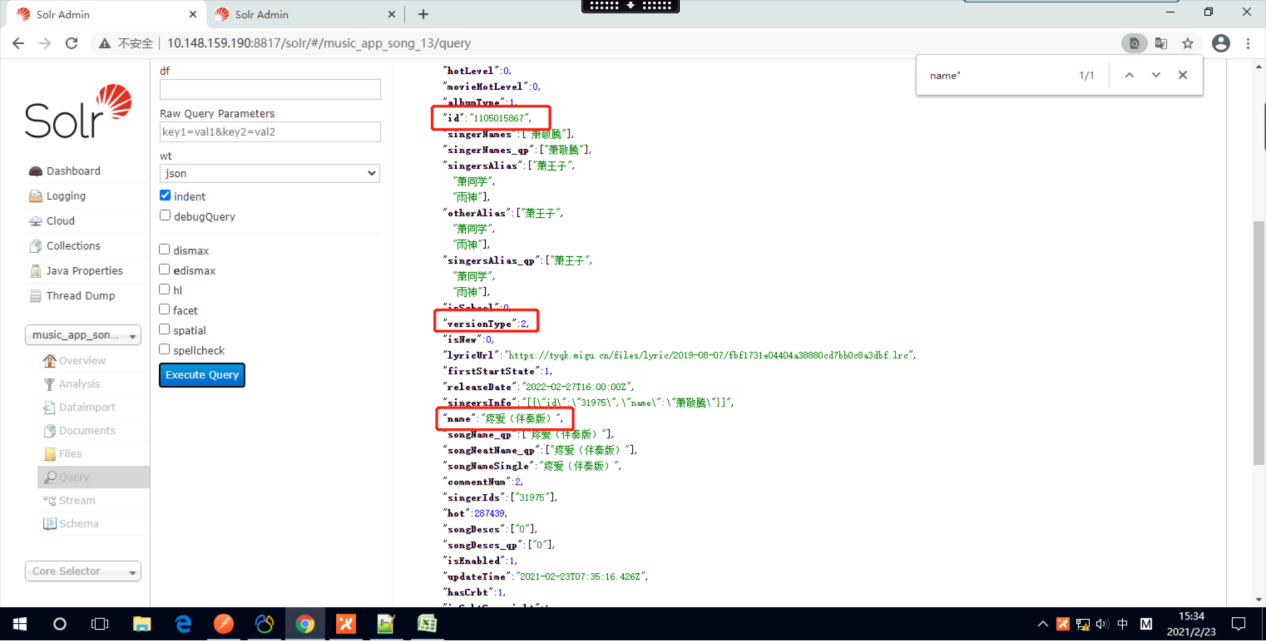 Solr Admin
Solr Admin
不安全 10.148.159.190:8817/solr/#/music_app_song_13/query
name" 1/1
Solr
Dashboard
Logging
Cloud
Collections
Java Properties
Thread Dump
music_app_son...
Overview
Analysis
Dataimport
Documents
Files
Query
Stream
Schema
Core Selector
df
Raw Query Parameters
key1=val1&key2=val2
wt
json
indent
debugQuery
dismax
edismax
hl
facet
spatial
spellcheck
Execute Query
"hotLevel":0,
"movieHotLevel":0,
"albumType":1,
"id":"1105015867",
"singerNames":["萧敬腾"],
"singerNames_qp":["萧敬腾"],
"singersAlias":["萧王子",
"萧同学",
"雨神"],
"otherAlias":["萧王子",
"萧同学",
"雨神"],
"singersAlias_qp":["萧王子",
"萧同学",
"雨神"],
"isSchool":0,
"versionType":2,
"isNew":0,
"lyricUrl":"https://tyqk.migu.cn/files/lyric/2019-08-07/fbf1731e04404a38880cd7bb0c8a3dbf.lrc",
"firstStartState":1,
"releaseDate":"2022-02-27T16:00:00Z",
"singersInfo":"[{\"id\":\"31975\",\"name\":\"萧敬腾\"}]",
"name":"疼爱（伴奏版）",
"songName_qp":["疼爱（伴奏版）"],
"songNeatName_qp":["疼爱（伴奏版）"],
"songNameSingle":"疼爱（伴奏版）",
"commentNum":2,
"singerIds":["31975"],
"hot":287439,
"songDescs":["0"],
"songDescs_qp":["0"],
"isEnabled":1,
"updateTime":"2021-02-23T07:35:16.426Z",
"hasCrbt":1,
中
M
15:34
2021/2/23